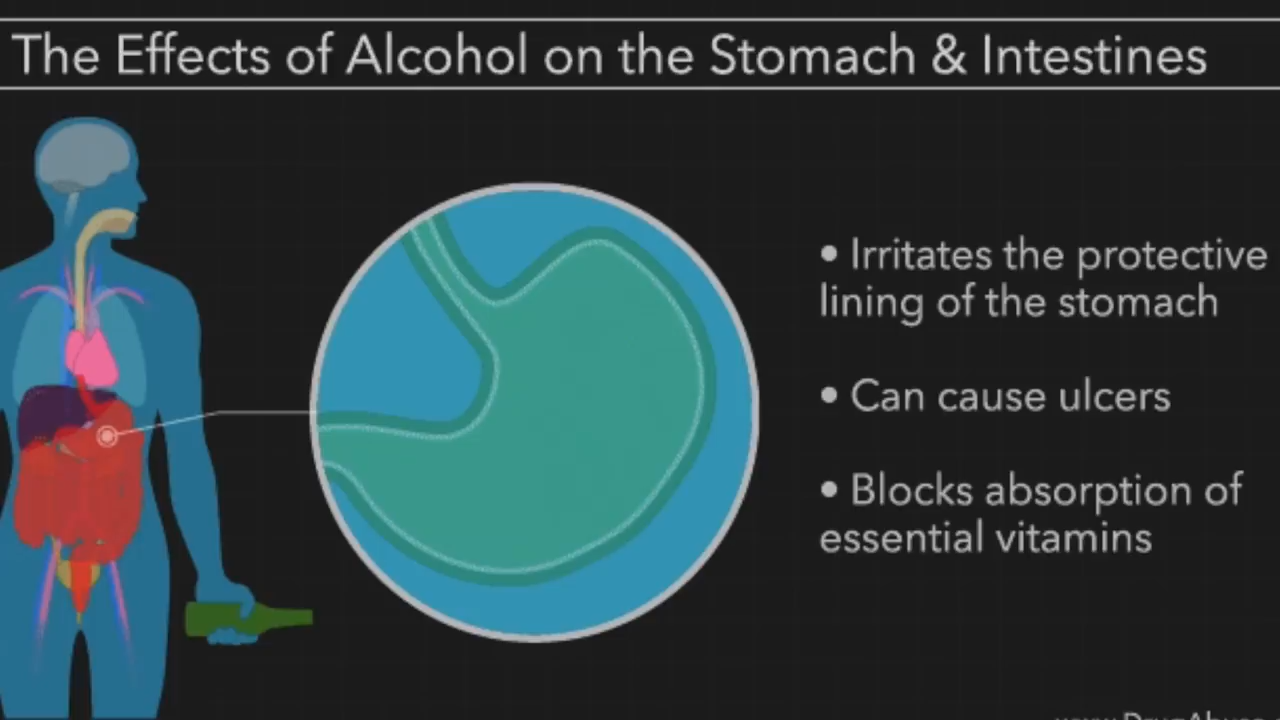 The Effects of Alcohol on the Stomach & Intestines
• Irritates the protective
lining of the stomach
• Can cause ulcers
• Blocks absorption of
essential vitamins